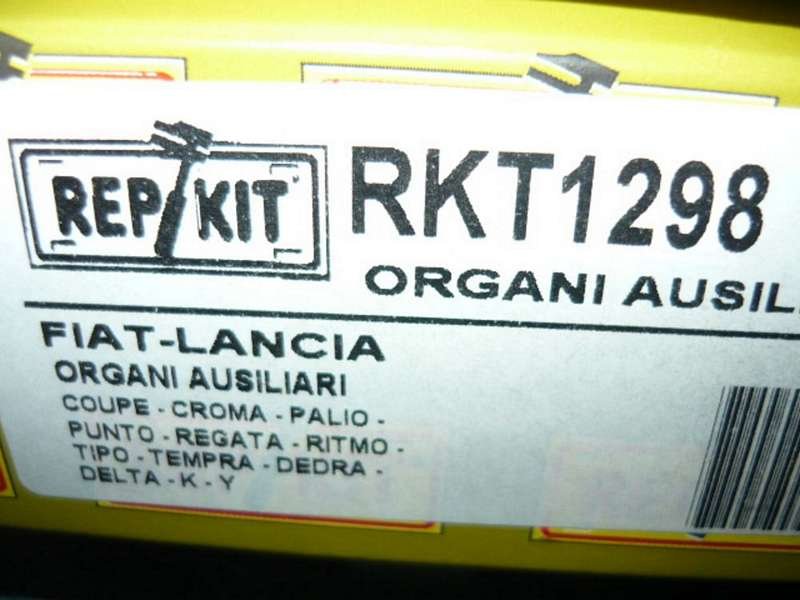 REP KIT
RKT1298
ORGANI AUSIL
FIAT-LANCIA
ORGANI AUSILIARI
COUPE - CROMA - PALIO -
PUNTO - REGATA - RITMO -
TIPO - TEMPRA - DEDRA -
DELTA - K - Y